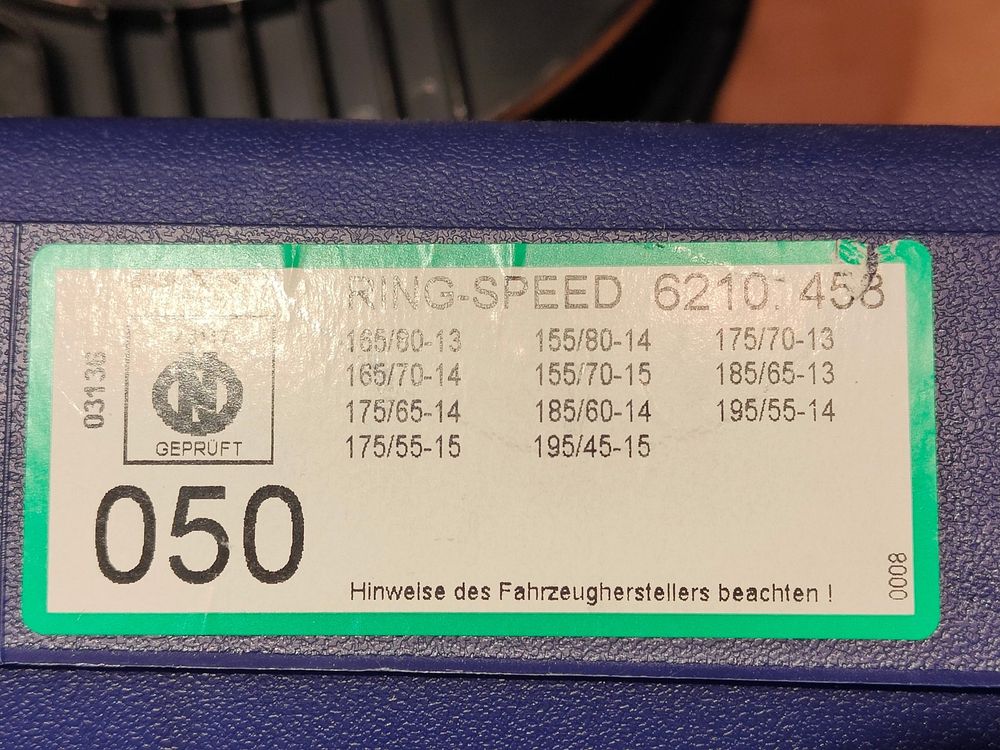 RING-SPEED 6210 458
165/80-13 155/80-14 175/70-13
165/70-14 155/70-15 185/65-13
175/65-14 185/60-14 195/55-14
175/55-15 195/45-15
03136
N
GEPRÜFT
050
Hinweise des Fahrzeugherstellers beachten !
0008